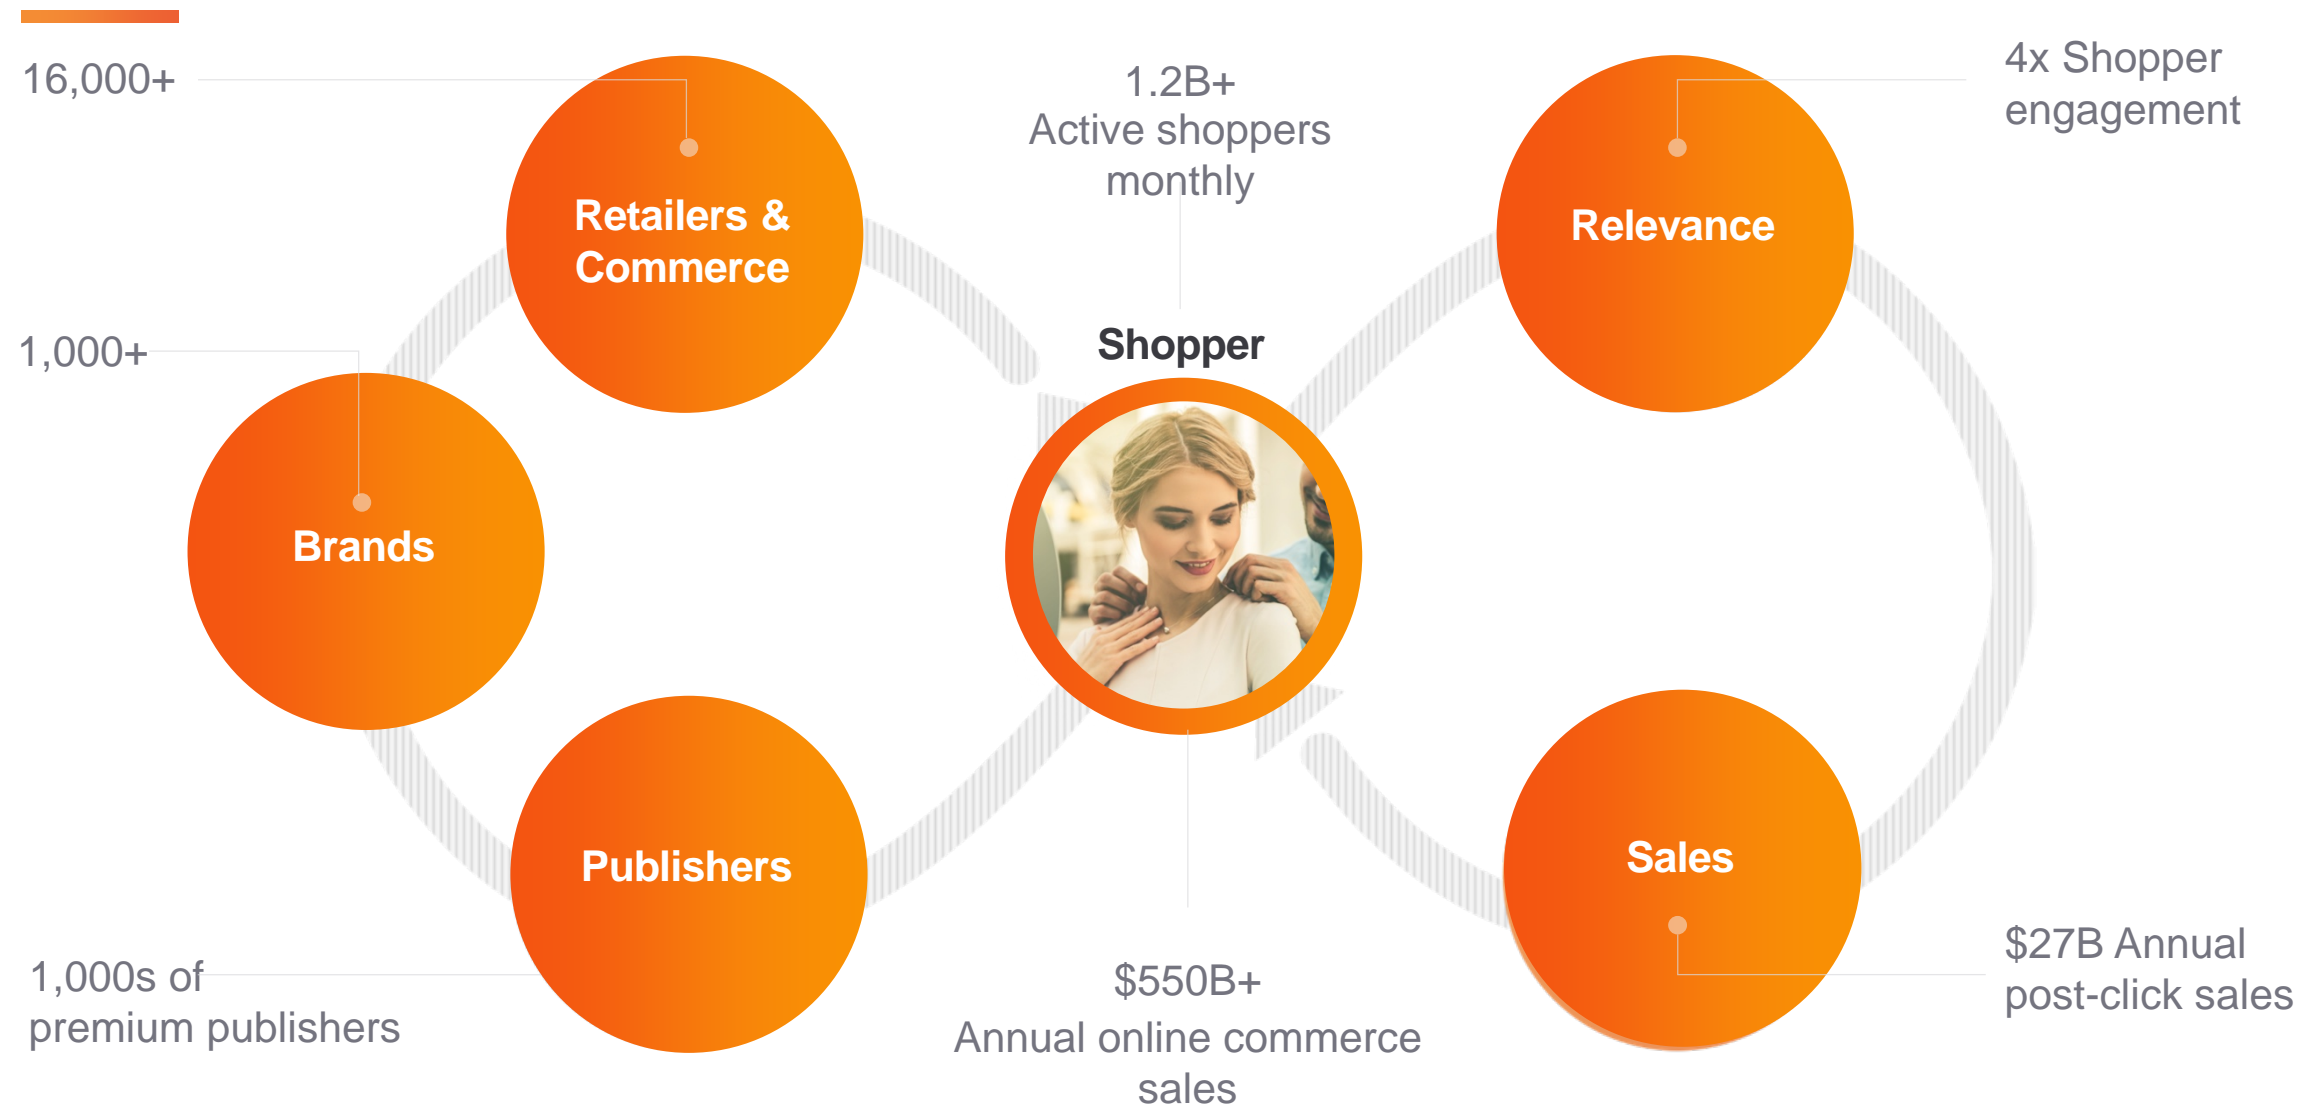 16,000+
Retailers &
Commerce
1,000+
Brands
Publishers
1,000s of
premium publishers
1.2B+
Active shoppers
monthly
Shopper
$550B+
Annual online commerce
sales
Relevance
4x Shopper
engagement
Sales
$27B Annual
post-click sales